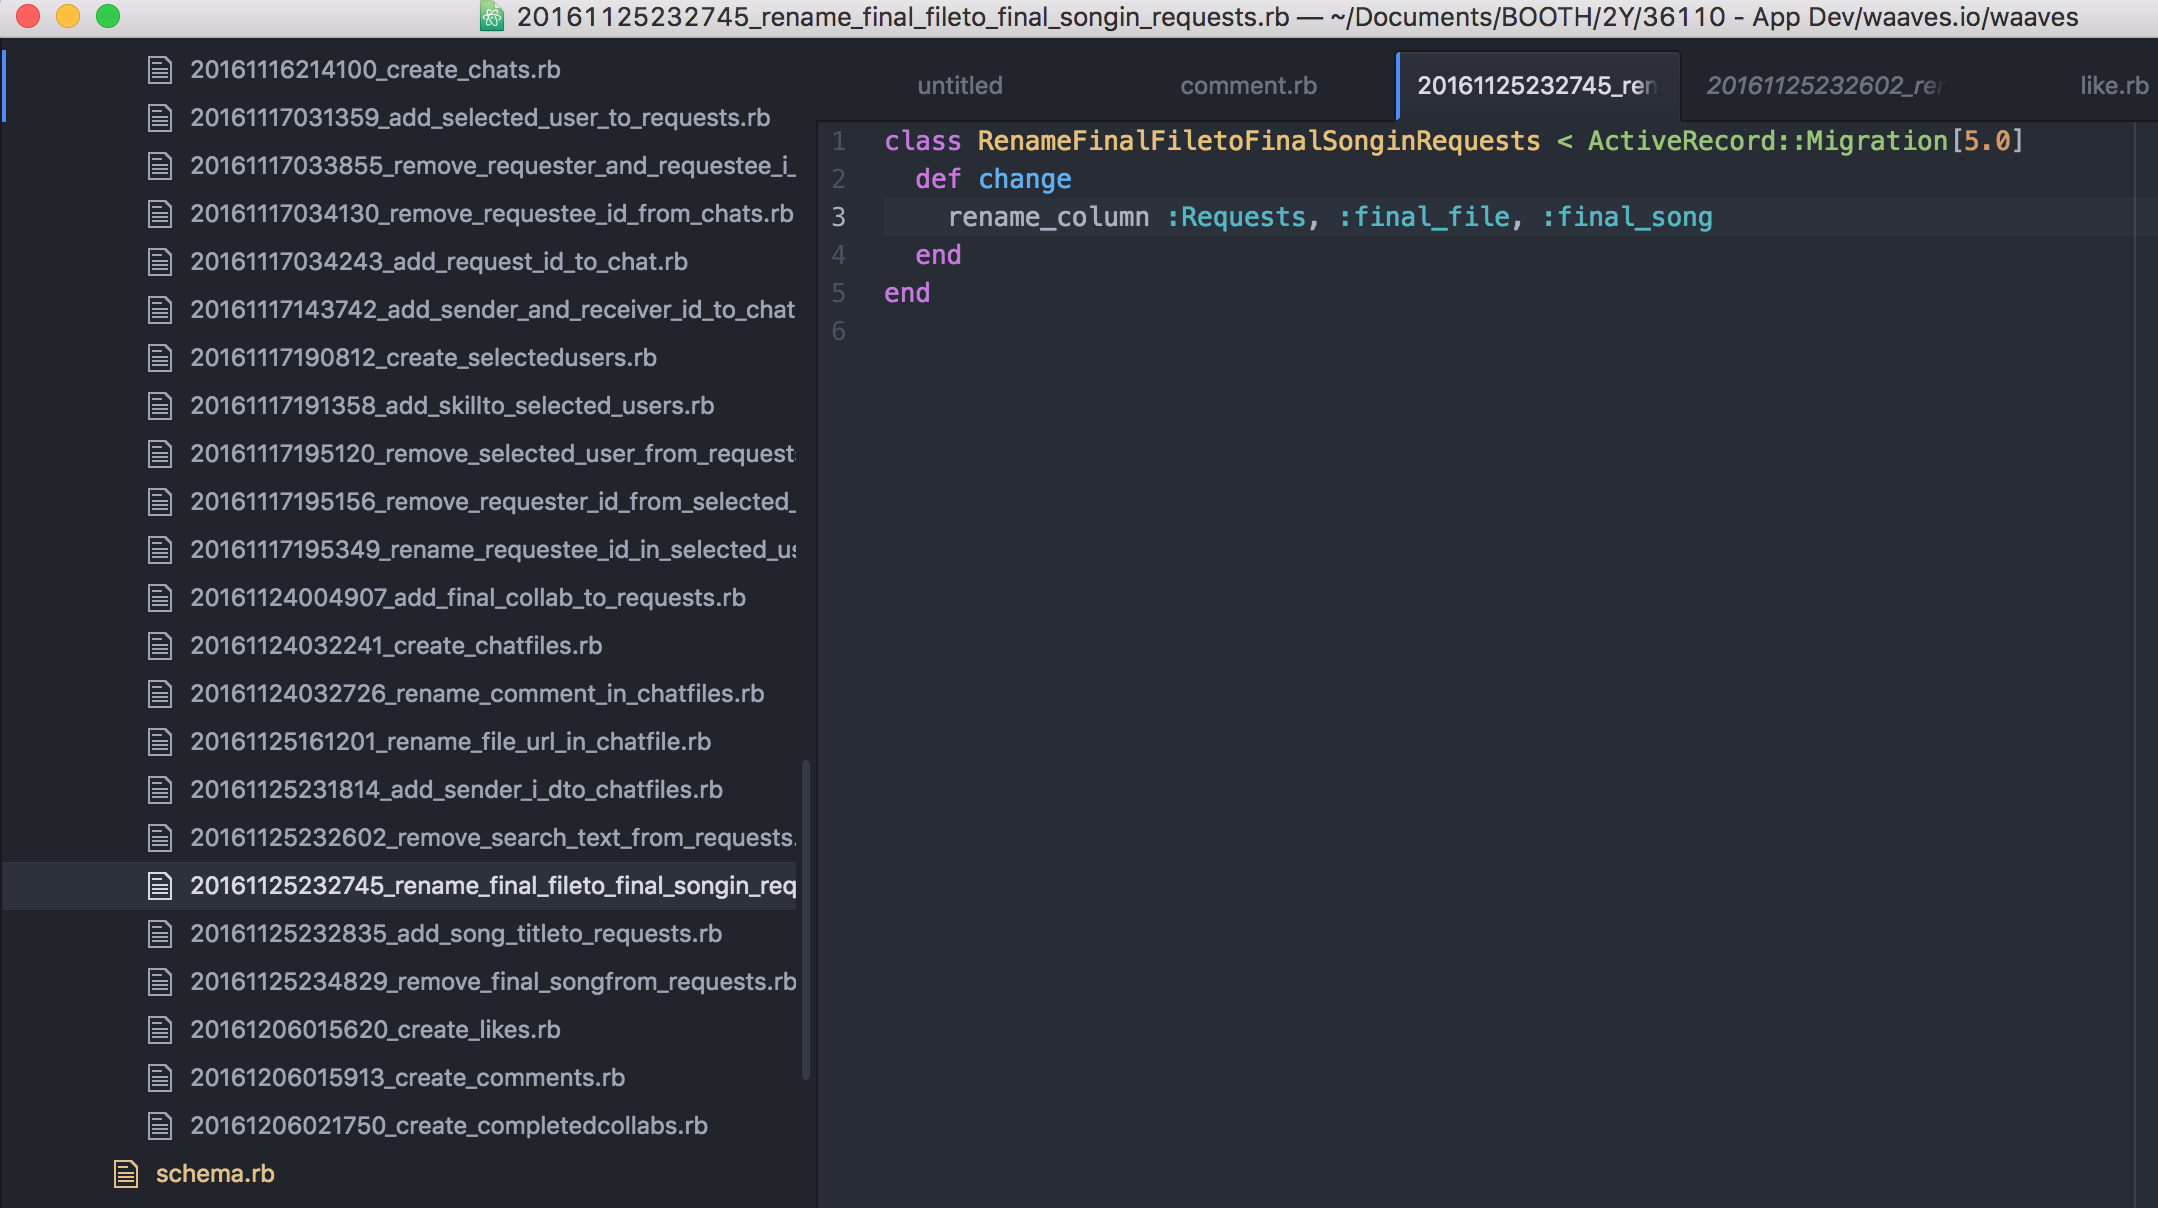 20161125232745_rename_final_fileto_final_songin_requests.rb — ~/Documents/BOOTH/2Y/36110 - App Dev/waaves.io/waaves
20161116214100_create_chats.rb
20161117031359_add_selected_user_to_requests.rb
20161117033855_remove_requester_and_requestee_i_
20161117034130_remove_requestee_id_from_chats.rb
20161117034243_add_request_id_to_chat.rb
20161117143742_add_sender_and_receiver_id_to_chat
20161117190812_create_selectedusers.rb
20161117191358_add_skillto_selected_users.rb
20161117195120_remove_selected_user_from_requests
20161117195156_remove_requester_id_from_selected_
20161117195349_rename_requestee_id_in_selected_us
20161124004907_add_final_collab_to_requests.rb
20161124032241_create_chatfiles.rb
20161124032726_rename_comment_in_chatfiles.rb
20161125161201_rename_file_url_in_chatfile.rb
20161125231814_add_sender_i_dto_chatfiles.rb
20161125232602_remove_search_text_from_requests.
20161125232745_rename_final_fileto_final_songin_req
20161125232835_add_song_titleto_requests.rb
20161125234829_remove_final_songfrom_requests.rb
20161206015620_create_likes.rb
20161206015913_create_comments.rb
20161206021750_create_completedcollabs.rb
schema.rb
untitled comment.rb 20161125232745_ren 20161125232602_rer like.rb
1 class RenameFinalFiletoFinalSonginRequests < ActiveRecord::Migration[5.0]
2 def change
3 rename_column :Requests, :final_file, :final_song
4 end
5 end
6